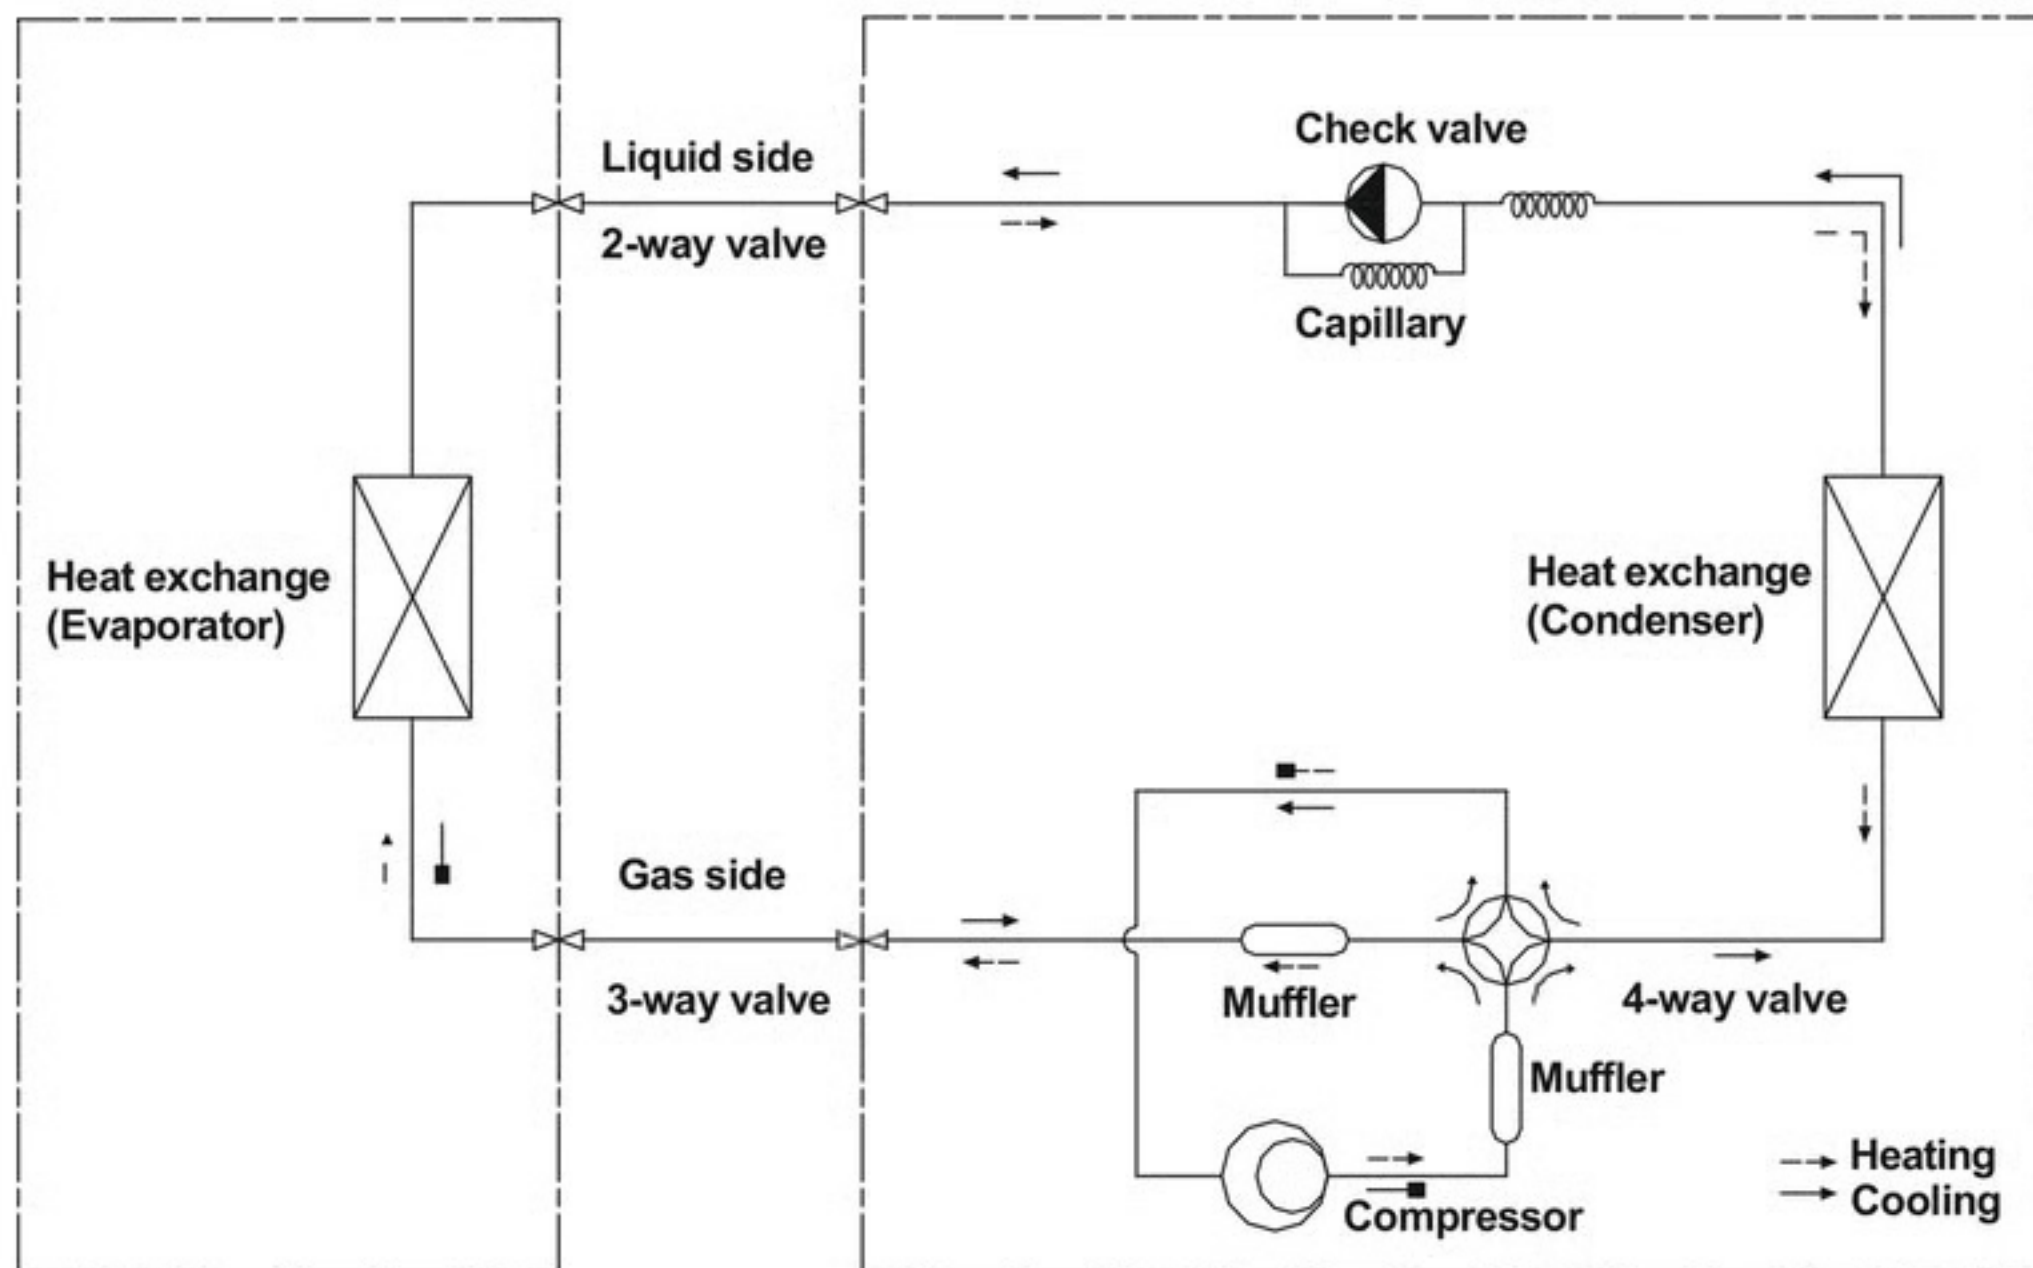 Check valve
Liquid side
2-way valve
Capillary
Heat exchange
(Evaporator)
Heat exchange
(Condenser)
Gas side
3-way valve
Muffler
4-way valve
Muffler
Heating
Cooling
Compressor